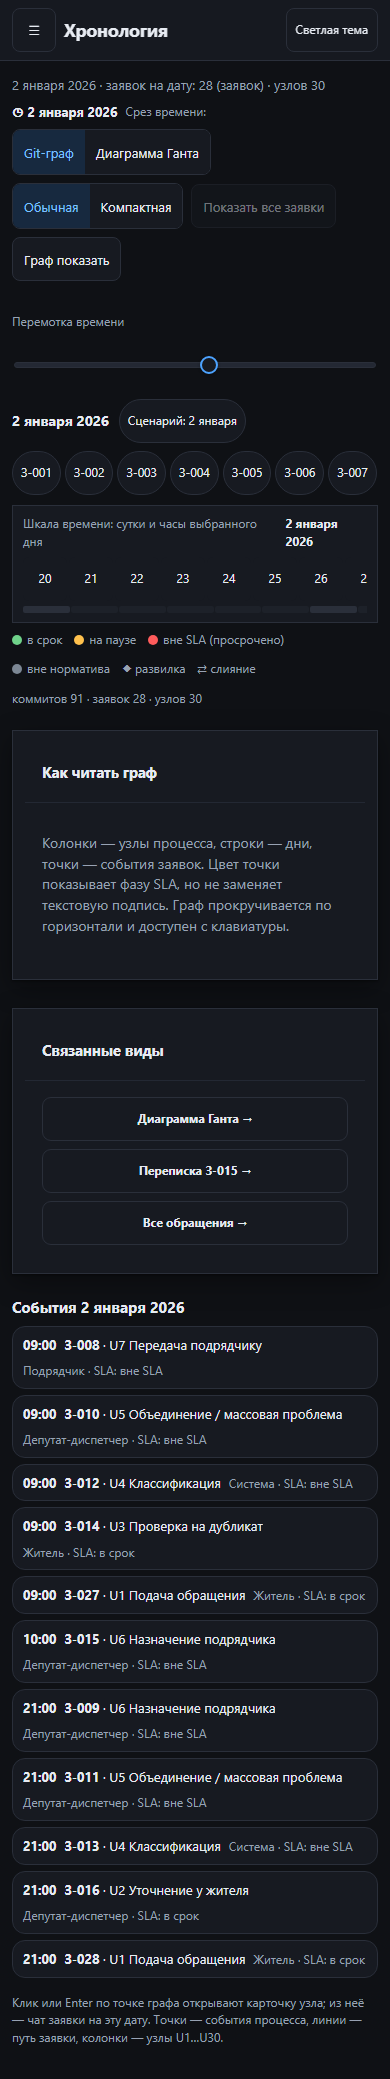 ☰ Хронология Светлая тема
2 января 2026 · заявок на дату: 28 (заявок) · узлов 30
◷ 2 января 2026 Срез времени:
Git-граф Диаграмма Ганта
Обычная Компактная Показать все заявки
Граф показать
Перемотка времени
2 января 2026 Сценарий: 2 января
3-001 3-002 3-003 3-004 3-005 3-006 3-007
Шкала времени: сутки и часы выбранного
дня
2 января
2026
20 21 22 23 24 25 26 2
в срок на паузе вне SLA (просрочено)
вне норматива ◆ развилка ⇄ слияние
коммитов 91 · заявок 28 · узлов 30
Как читать граф
Колонки — узлы процесса, строки — дни,
точки — события заявок. Цвет точки
показывает фазу SLA, но не заменяет
текстовую подпись. Граф прокручивается по
горизонтали и доступен с клавиатуры.
Связанные виды
Диаграмма Ганта →
Переписка 3-015 →
Все обращения →
События 2 января 2026
09:00 3-008 · U7 Передача подрядчику
Подрядчик · SLA: вне SLA
09:00 3-010 · U5 Объединение / массовая проблема
Депутат-диспетчер · SLA: вне SLA
09:00 3-012 · U4 Классификация Система · SLA: вне SLA
09:00 3-014 · U3 Проверка на дубликат
Житель · SLA: в срок
09:00 3-027 · U1 Подача обращения Житель · SLA: в срок
10:00 3-015 · U6 Назначение подрядчика
Депутат-диспетчер · SLA: вне SLA
21:00 3-009 · U6 Назначение подрядчика
Депутат-диспетчер · SLA: вне SLA
21:00 3-011 · U5 Объединение / массовая проблема
Депутат-диспетчер · SLA: вне SLA
21:00 3-013 · U4 Классификация Система · SLA: вне SLA
21:00 3-016 · U2 Уточнение у жителя
Депутат-диспетчер · SLA: в срок
21:00 3-028 · U1 Подача обращения Житель · SLA: в срок
Клик или Enter по точке графа открывают карточку узла; из неё
— чат заявки на эту дату. Точки — события процесса, линии —
путь заявки, колонки — узлы U1…U30.